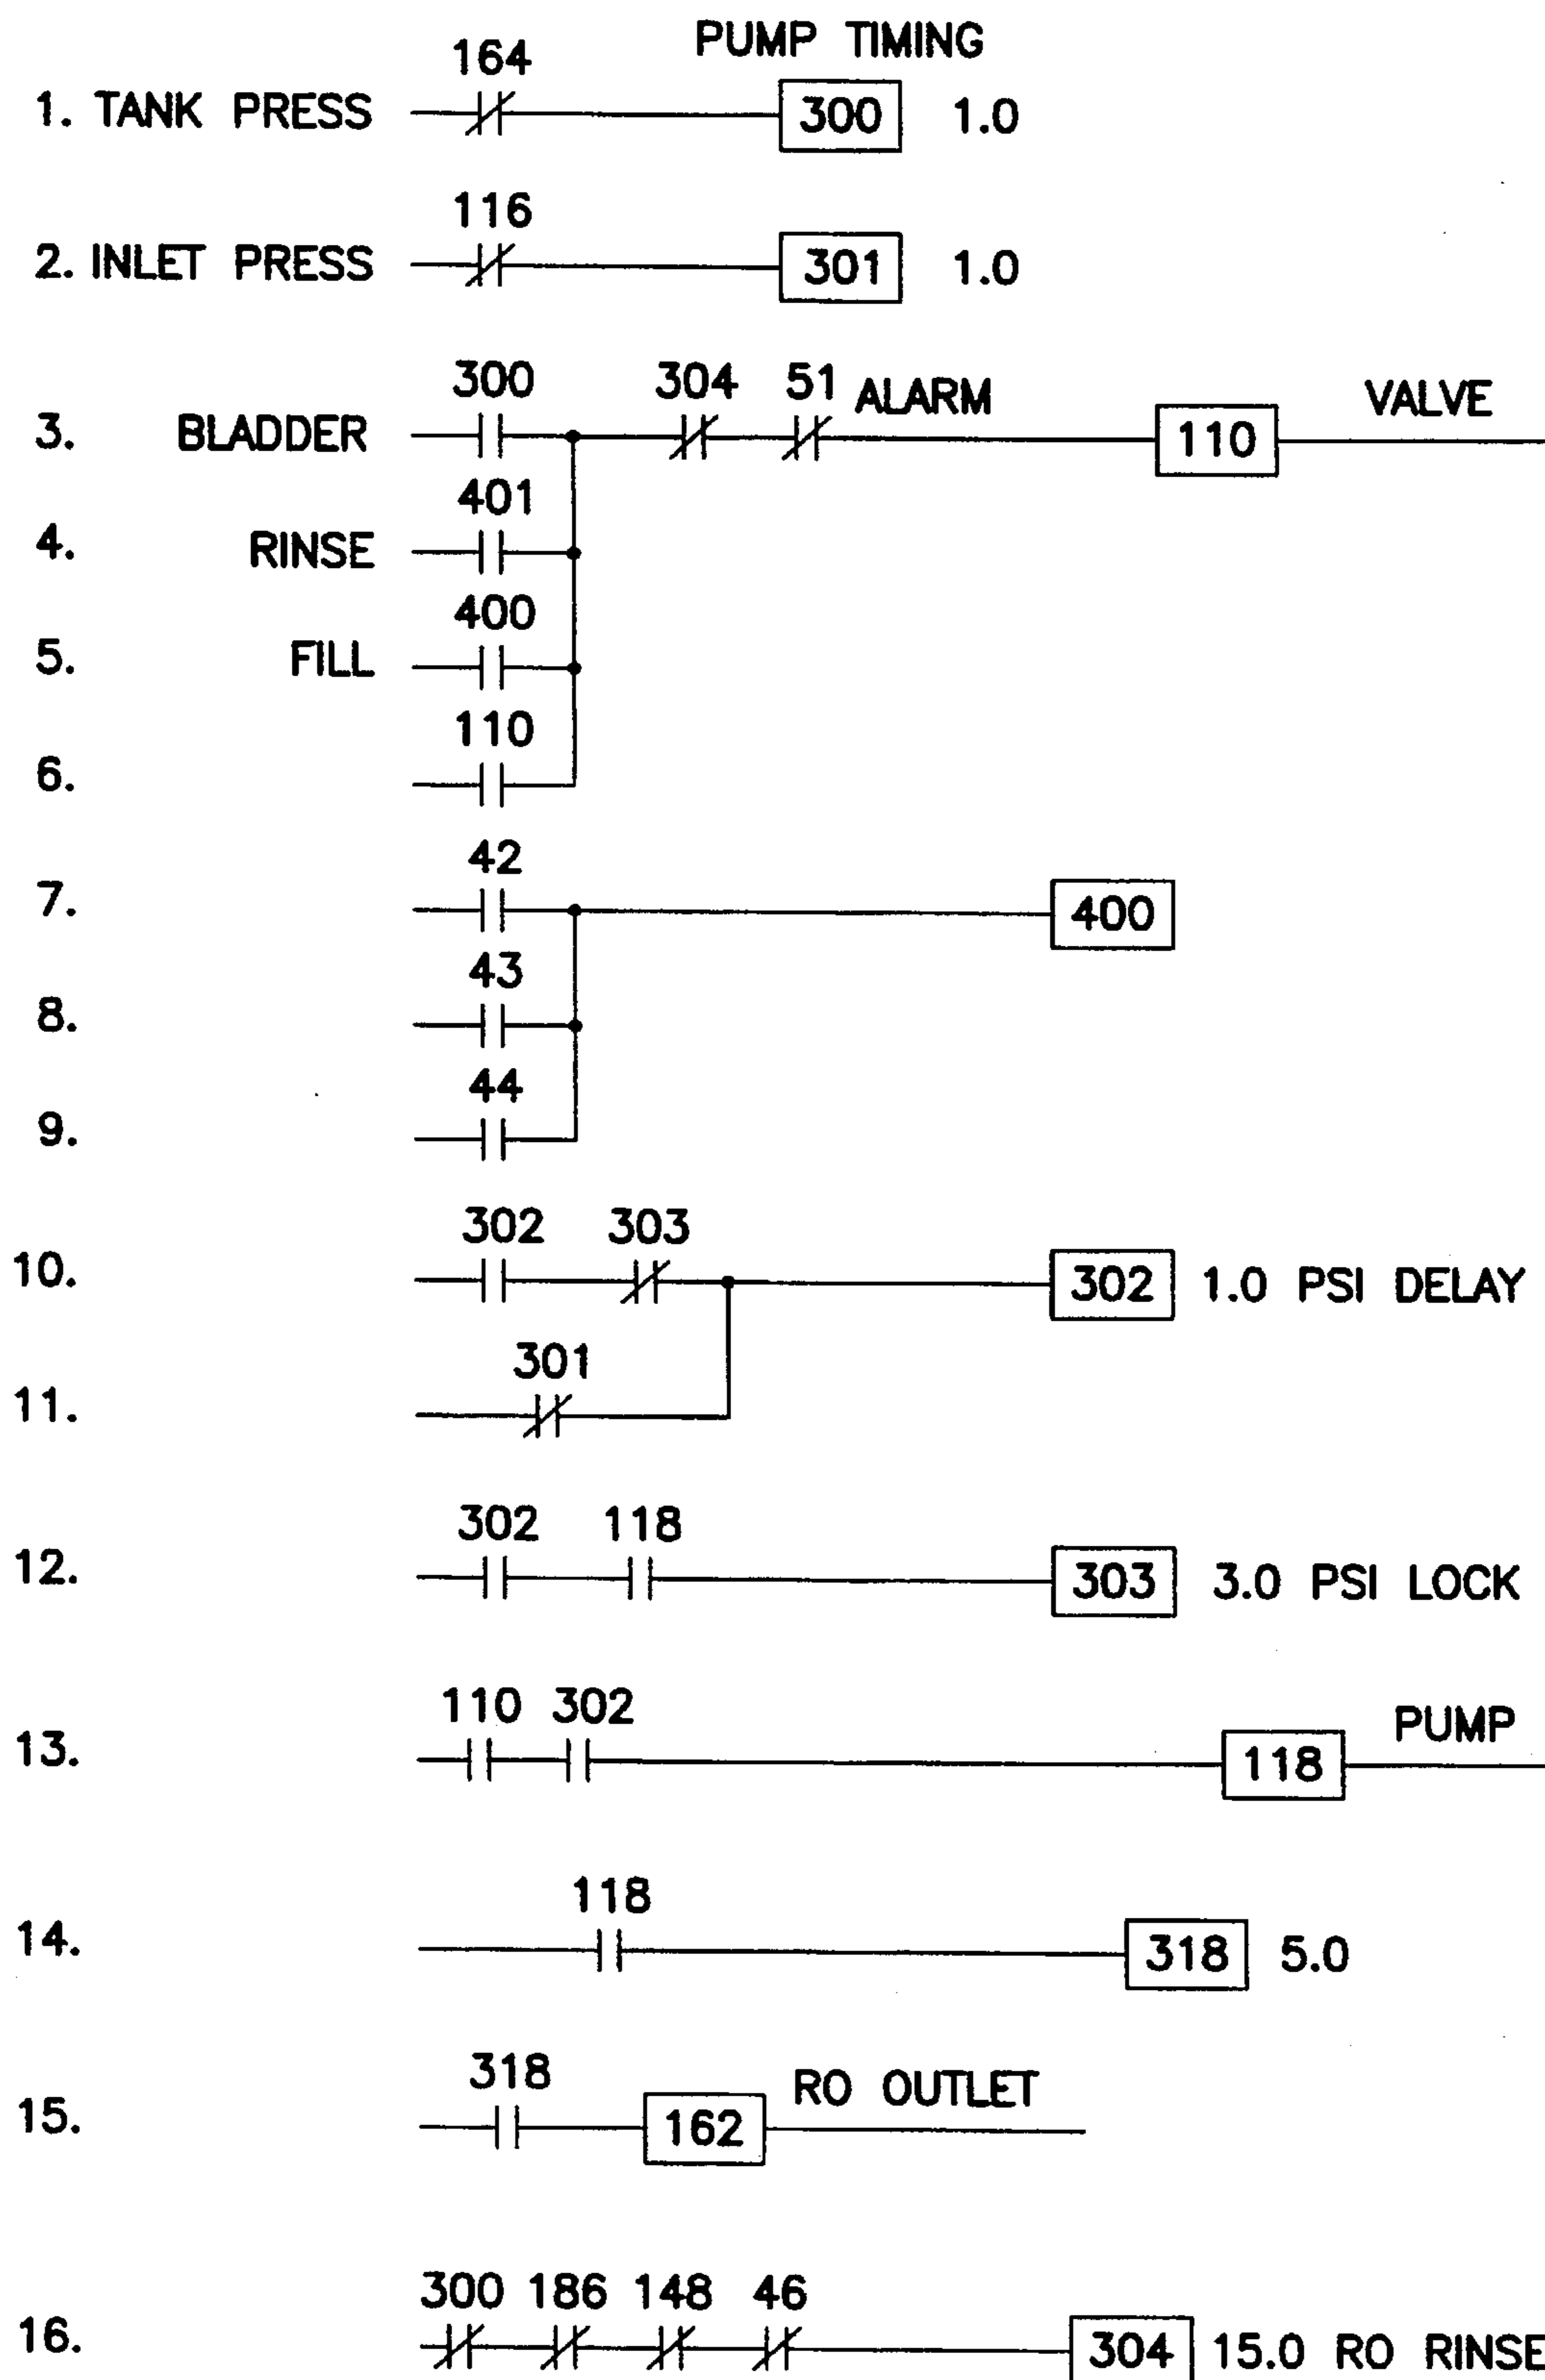 PUMP TIMING
164
1. TANK PRESS 300 1.0
116
2. INLET PRESS 301 1.0
300 304 51 ALARM VALVE
3. BLADDER 110
401
4. RINSE
400
5. FILL
110
6.
42
7. 400
43
8.
44
9.
302 303
10. 302 1.0 PSI DELAY
301
11.
302 118
12. 303 3.0 PSI LOCK
110 302 PUMP
13. 118
118
14. 318 5.0
318 RO OUTLET
15. 162
300 186 148 46
16. 304 15.0 RO RINSE